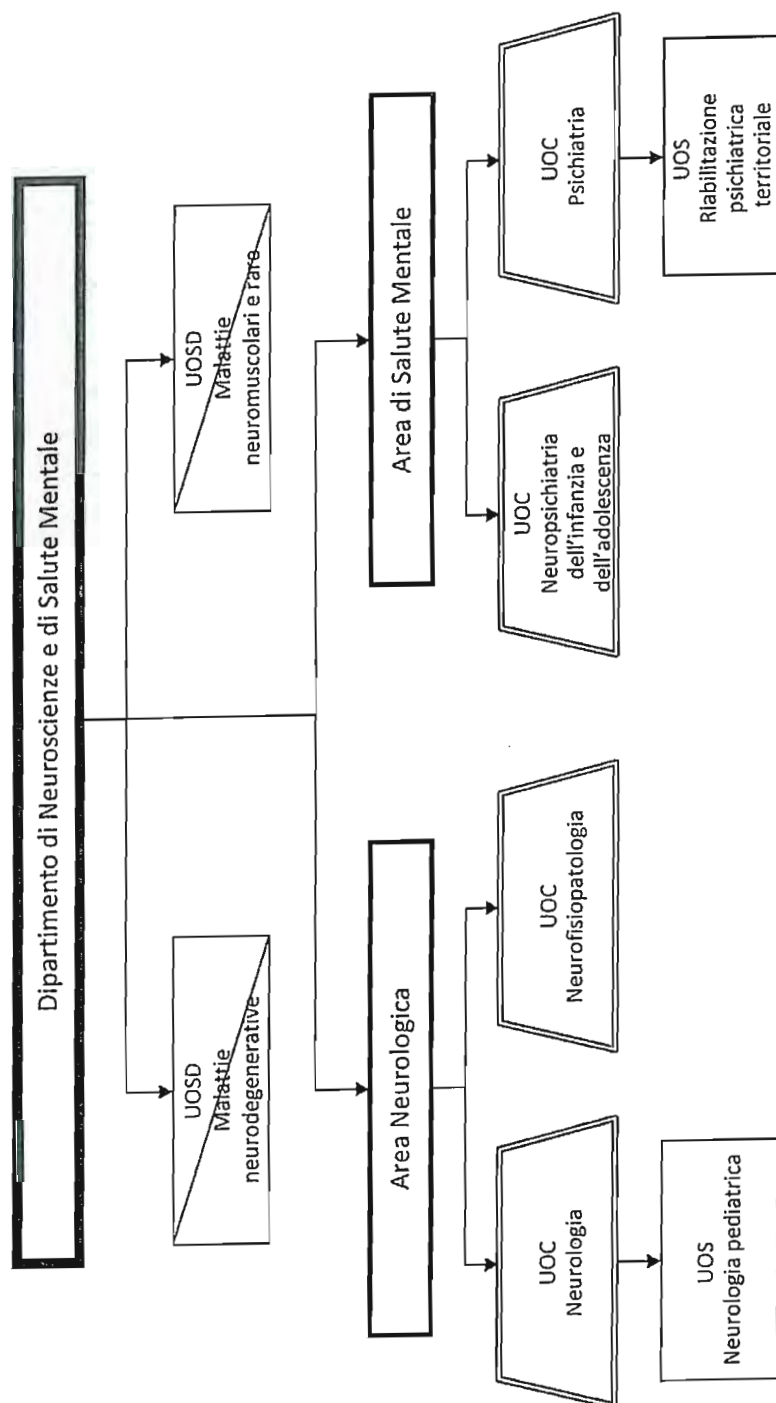 Dipartimento di Neuroscienze e di Salute Mentale
UOSD
Malattie
neurodegenerative
UOSD
Malattie
neuromuscolari e rare
Area Neurologica
Area di Salute Mentale
UOC
Neurologia
UOC
Neurofisiopatologia
UOC
Neuropsichiatria
dell'infanzia e
dell'adolescenza
UOC
Psichiatria
UOS
Neurologia pediatrica
UOS
Riabilitazione
psichiatrica
territoriale